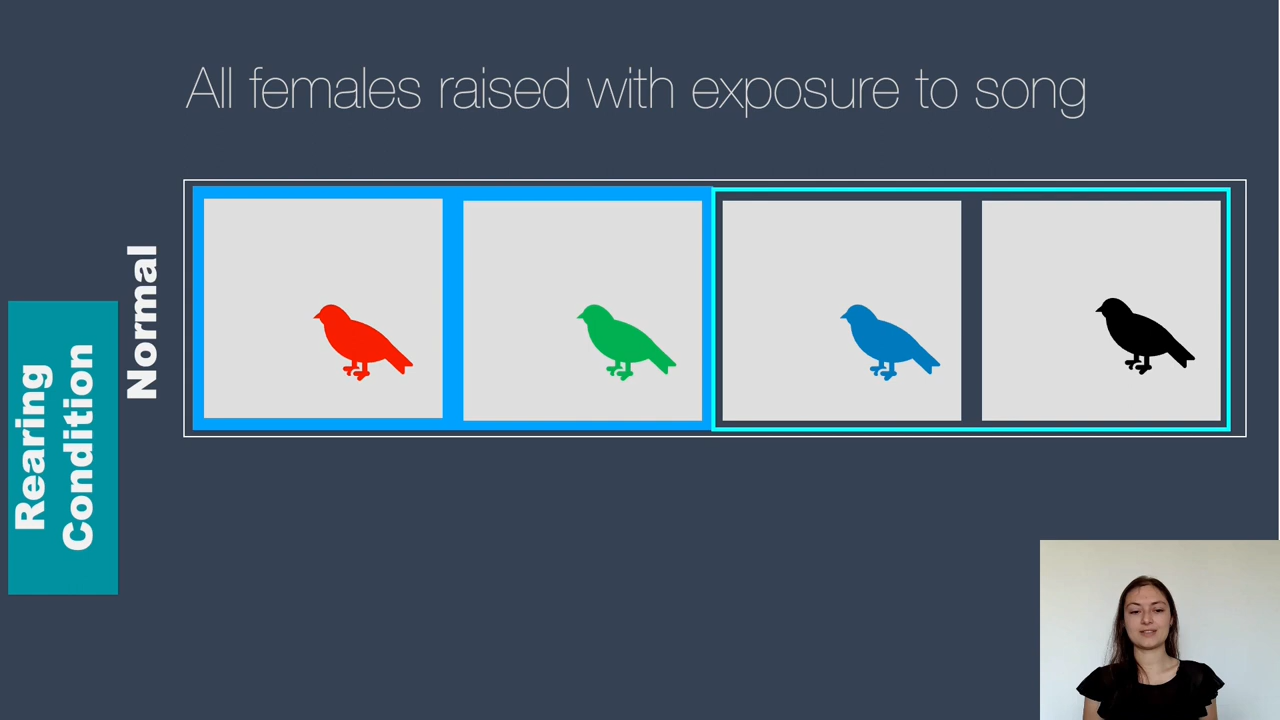 All females raised with exposure to song
Normal
Rearing
Condition